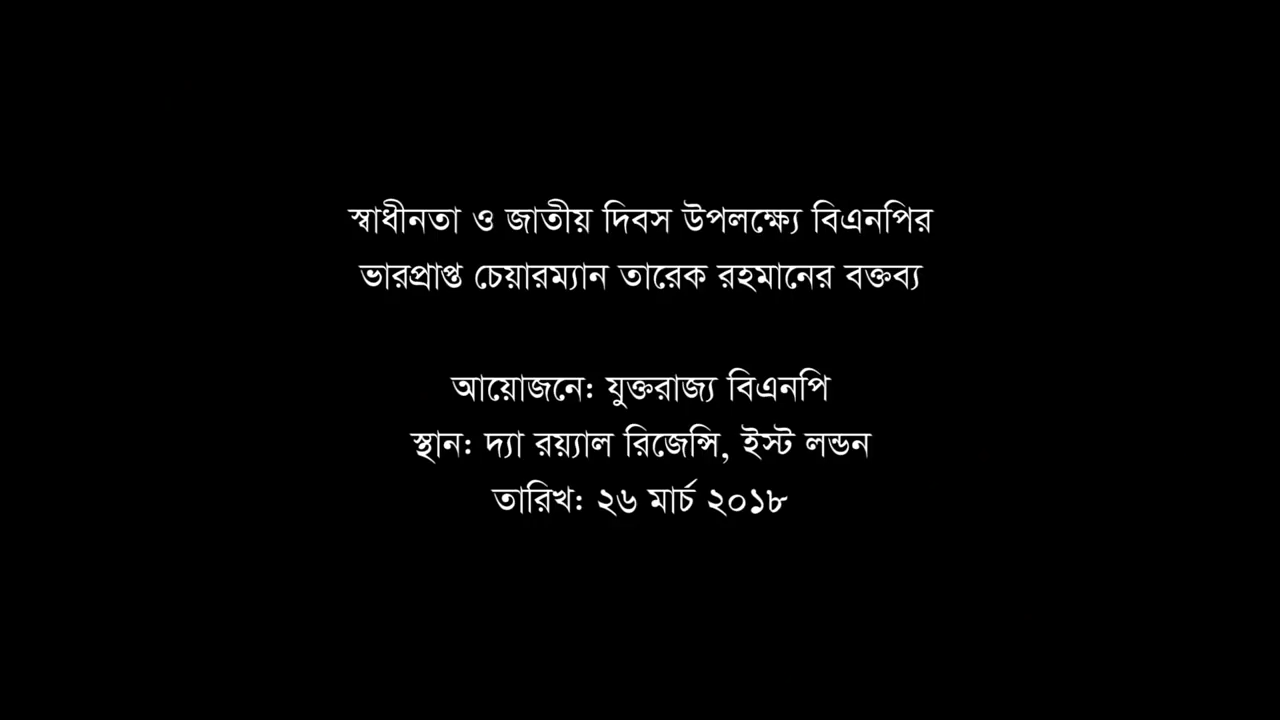 স্বাধীনতা ও জাতীয় দিবস উপলক্ষ্যে বিএনপির
ভারপ্রাপ্ত চেয়ারম্যান তারেক রহমানের বক্তব্য
আয়োজনে: যুক্তরাজ্য বিএনপি
স্থান: দ্যা রয়্যাল রিজেন্সি, ইস্ট লন্ডন
তারিখ: ২৬ মার্চ ২০১৮